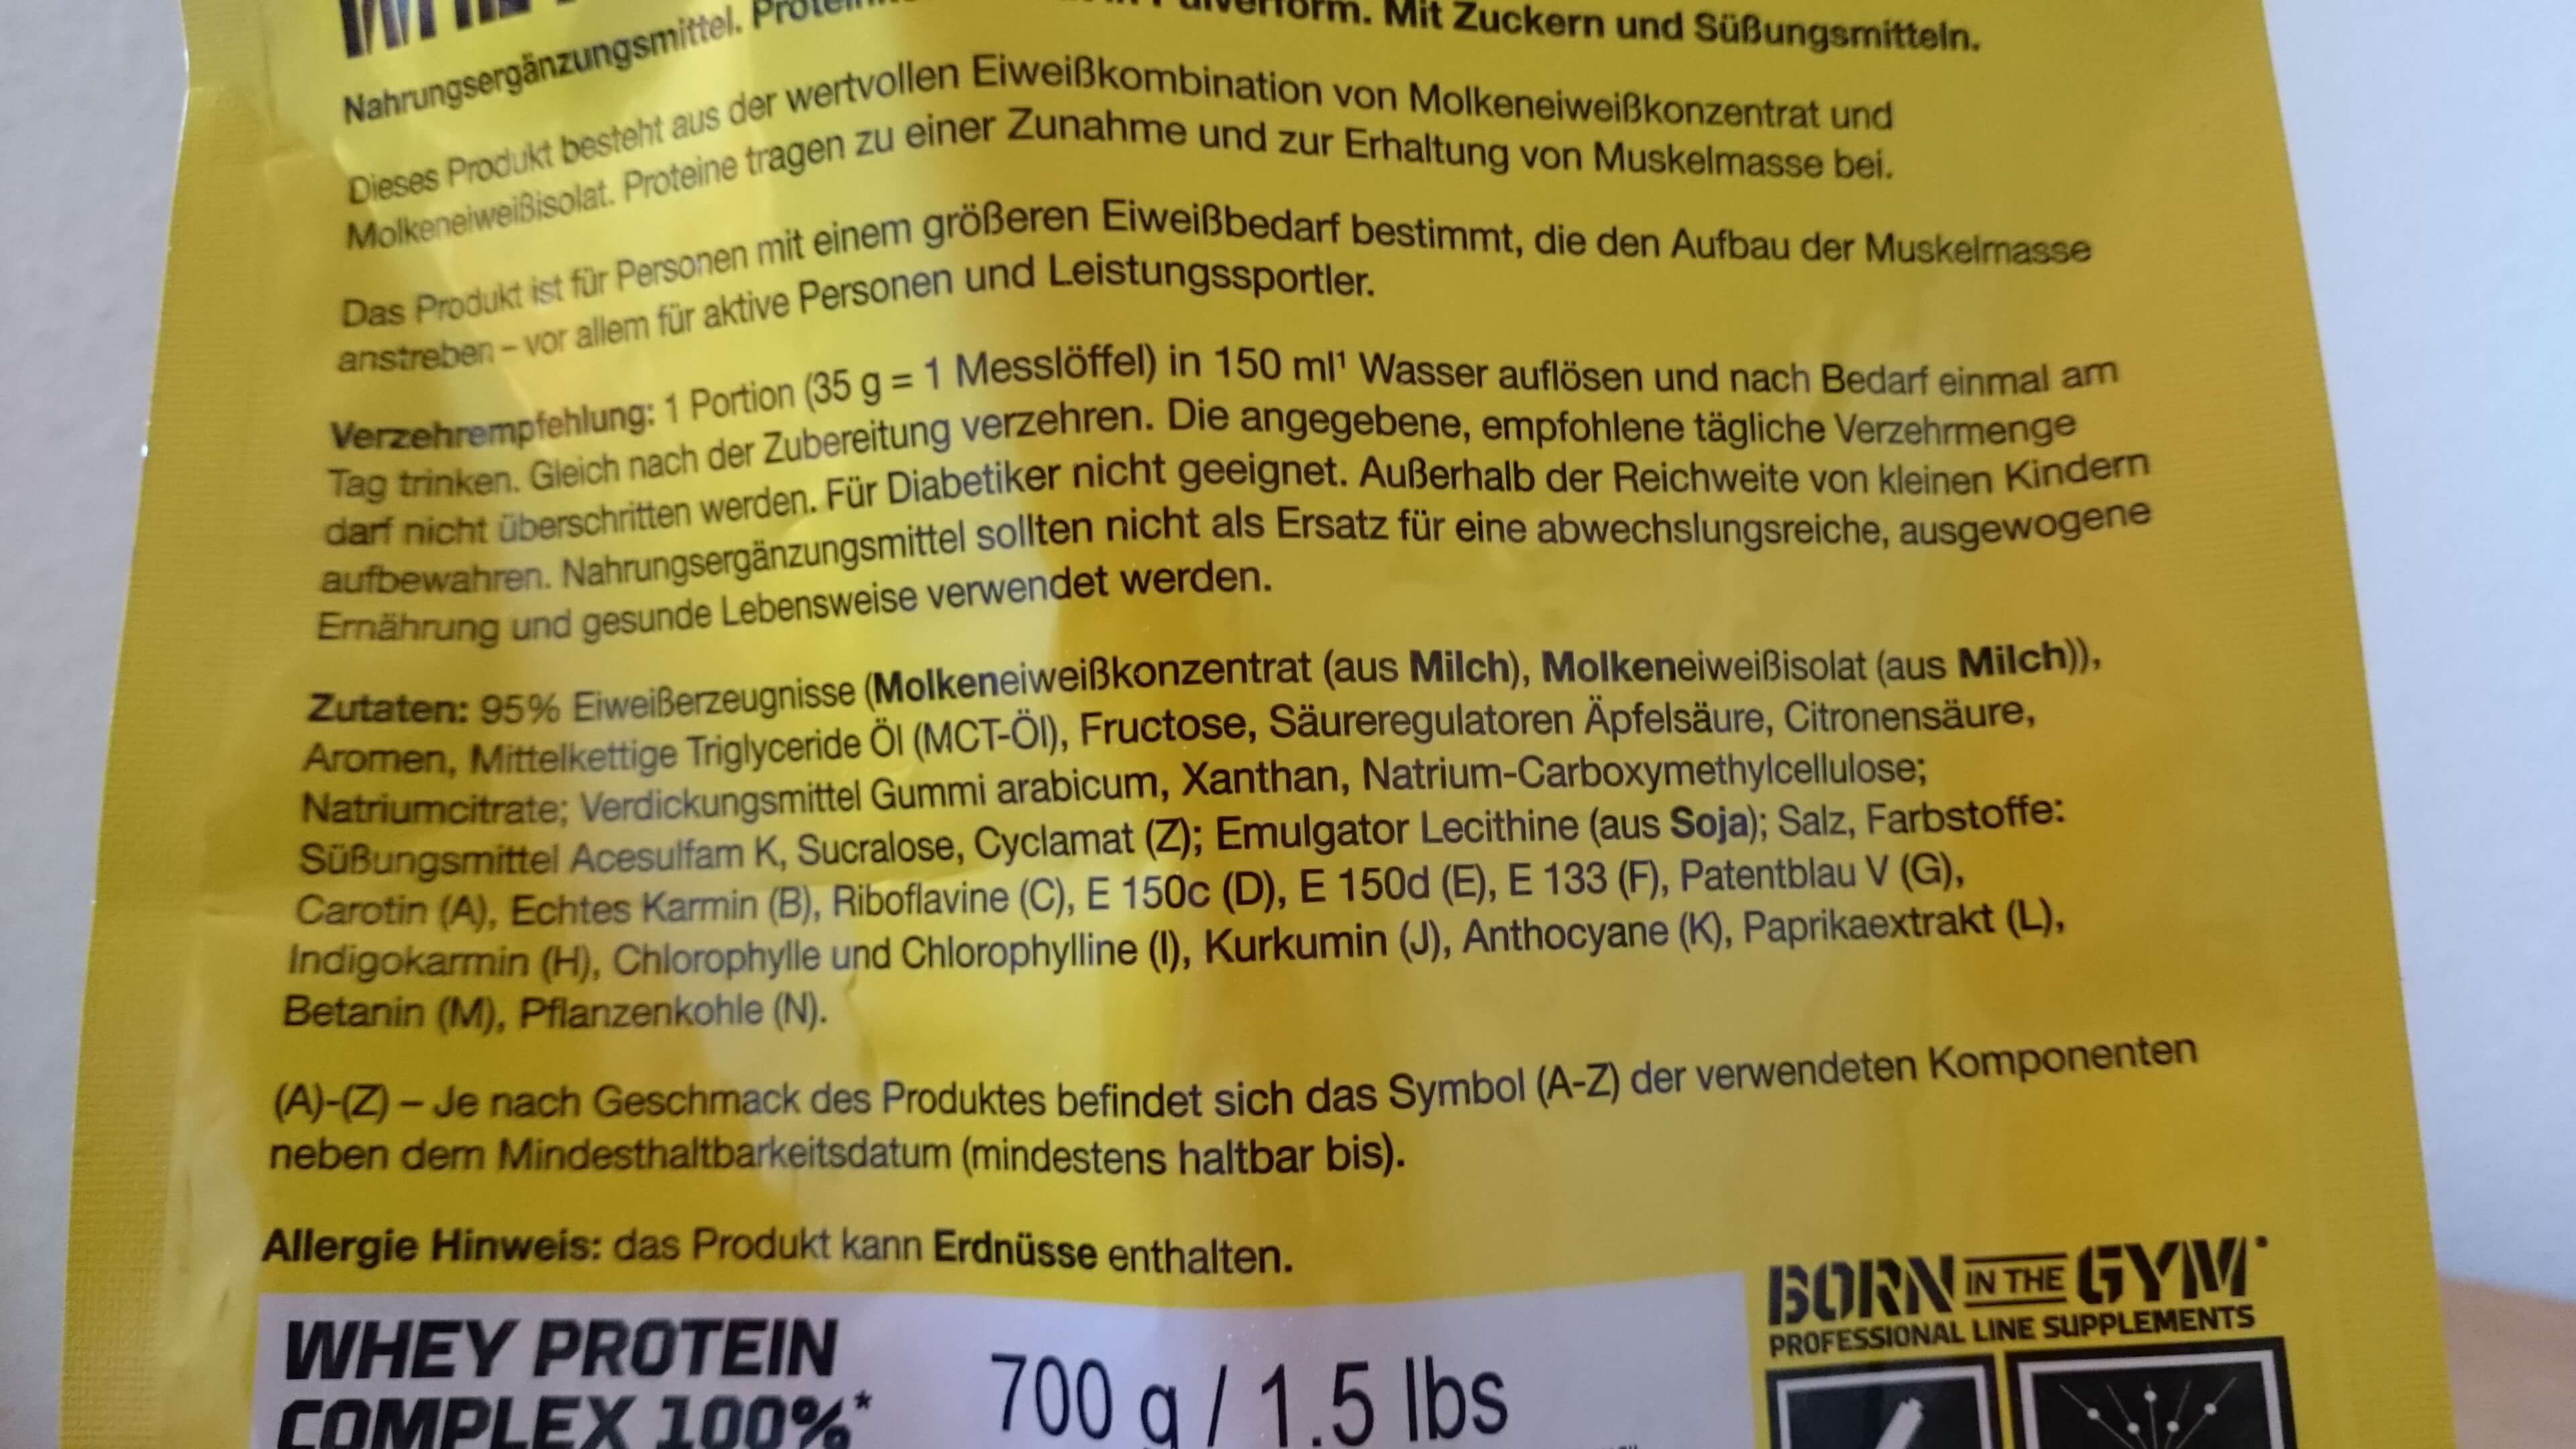 Nahrungsergänzungsmittel. Mit Zuckern und Süßungsmitteln.
Dieses Produkt besteht aus der wertvollen Eiweißkombination von Molkeneiweißkonzentrat und
Molkeneiweißisolat. Proteine tragen zu einer Zunahme und zur Erhaltung von Muskelmasse bei.
Das Produkt ist für Personen mit einem größeren Eiweißbedarf bestimmt, die den Aufbau der Muskelmasse
anstreben – vor allem für aktive Personen und Leistungssportler.
Verzehrempfehlung: 1 Portion (35 g = 1 Messlöffel) in 150 ml¹ Wasser auflösen und nach Bedarf einmal am
Tag trinken. Gleich nach der Zubereitung verzehren. Die angegebene, empfohlene tägliche Verzehrmenge
darf nicht überschritten werden. Für Diabetiker nicht geeignet. Außerhalb der Reichweite von kleinen Kindern
aufbewahren. Nahrungsergänzungsmittel sollten nicht als Ersatz für eine abwechslungsreiche, ausgewogene
Ernährung und gesunde Lebensweise verwendet werden.
Zutaten: 95% Eiweißerzeugnisse (Molkeneiweißkonzentrat (aus Milch), Molkeneiweißisolat (aus Milch)),
Aromen, Mittelkettige Triglyceride Öl (MCT-Öl), Fructose, Säureregulatoren Äpfelsäure, Citronensäure,
Natriumcitrate; Verdickungsmittel Gummi arabicum, Xanthan, Natrium-Carboxymethylcellulose;
Süßungsmittel Acesulfam K, Sucralose, Cyclamat (Z); Emulgator Lecithine (aus Soja); Salz, Farbstoffe:
Carotin (A), Echtes Karmin (B), Riboflavine (C), E 150c (D), E 150d (E), E 133 (F), Patentblau V (G),
Indigokarmin (H), Chlorophylle und Chlorophylline (I), Kurkumin (J), Anthocyane (K), Paprikaextrakt (L),
Betanin (M), Pflanzenkohle (N).
(A)-(Z) – Je nach Geschmack des Produktes befindet sich das Symbol (A-Z) der verwendeten Komponenten
neben dem Mindesthaltbarkeitsdatum (mindestens haltbar bis).
Allergie Hinweis: das Produkt kann Erdnüsse enthalten.
WHEY PROTEIN
COMPLEX 100%*
700 g / 1.5 lbs
BORN IN THE GYM
PROFESSIONAL LINE SUPPLEMENTS